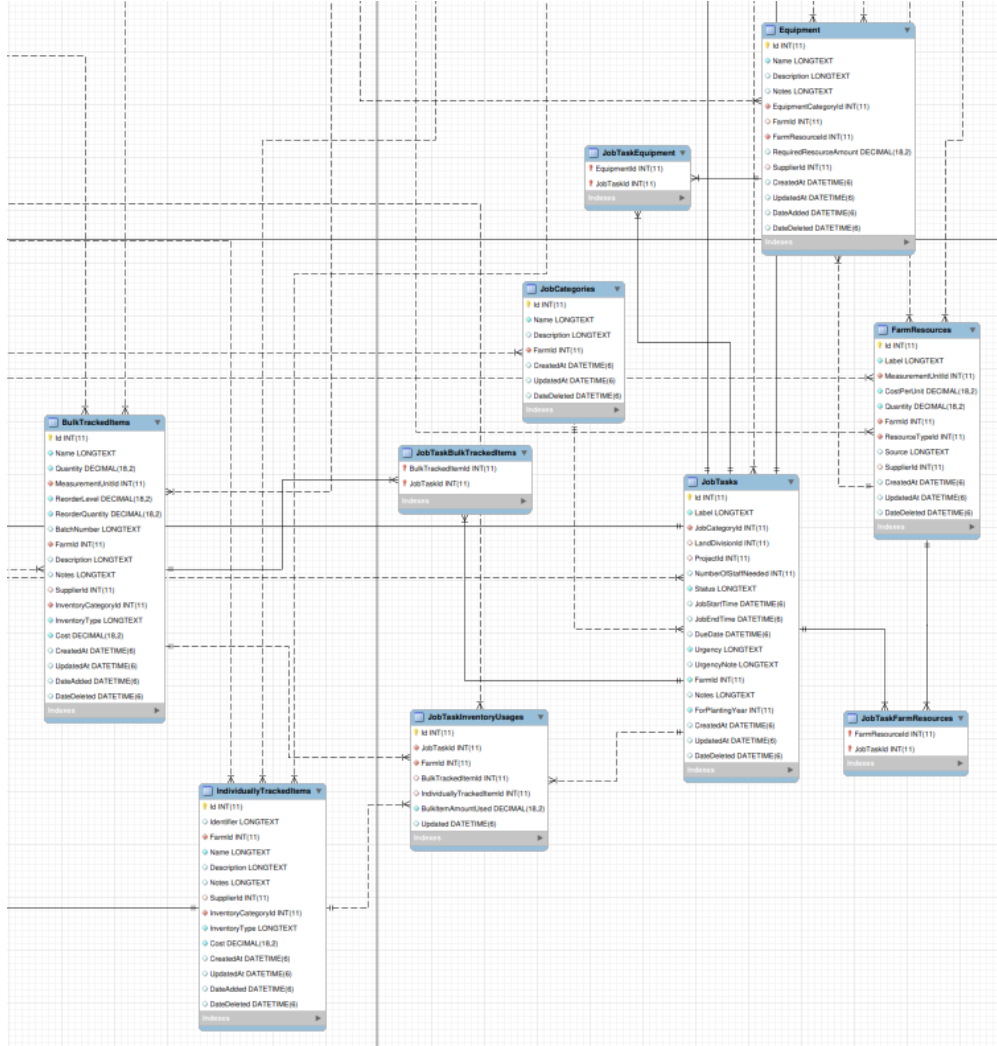 Equipment
Id INT(11)
Name LONGTEXT
Description LONGTEXT
Notes LONGTEXT
EquipmentCategoryId INT(11)
FarmId INT(11)
FarmResourceId INT(11)
RequiredResourceAmount DECIMAL(18,2)
SupplierId INT(11)
CreatedAt DATETIME(6)
UpdatedAt DATETIME(6)
DateAdded DATETIME(6)
DateDeleted DATETIME(6)
Indexes
JobTaskEquipment
EquipmentId INT(11)
JobTaskId INT(11)
Indexes
JobCategories
Id INT(11)
Name LONGTEXT
Description LONGTEXT
FarmId INT(11)
CreatedAt DATETIME(6)
UpdatedAt DATETIME(6)
DateDeleted DATETIME(6)
Indexes
FarmResources
Id INT(11)
Label LONGTEXT
MeasurementUnitId INT(11)
CostPerUnit DECIMAL(18,2)
Quantity DECIMAL(18,2)
FarmId INT(11)
ResourceTypeId INT(11)
Source LONGTEXT
SupplierId INT(11)
CreatedAt DATETIME(6)
UpdatedAt DATETIME(6)
DateDeleted DATETIME(6)
Indexes
BulkTrackedItems
Id INT(11)
Name LONGTEXT
Quantity DECIMAL(18,2)
MeasurementUnitId INT(11)
ReorderLevel DECIMAL(18,2)
ReorderQuantity DECIMAL(18,2)
BatchNumber LONGTEXT
FarmId INT(11)
Description LONGTEXT
Notes LONGTEXT
SupplierId INT(11)
InventoryCategoryId INT(11)
InventoryType LONGTEXT
Cost DECIMAL(18,2)
CreatedAt DATETIME(6)
UpdatedAt DATETIME(6)
DateAdded DATETIME(6)
DateDeleted DATETIME(6)
Indexes
JobTaskBulkTrackedItems
BulkTrackedItemId INT(11)
JobTaskId INT(11)
Indexes
JobTasks
Id INT(11)
Label LONGTEXT
JobCategoryId INT(11)
LandDivisionId INT(11)
ProjectId INT(11)
NumberOfStaffNeeded INT(11)
Status LONGTEXT
JobStartTime DATETIME(6)
JobEndTime DATETIME(6)
DueDate DATETIME(6)
Urgency LONGTEXT
UrgencyNote LONGTEXT
FarmId INT(11)
Notes LONGTEXT
ForPlantingYear INT(11)
CreatedAt DATETIME(6)
UpdatedAt DATETIME(6)
DateDeleted DATETIME(6)
Indexes
JobTaskInventoryUsages
Id INT(11)
JobTaskId INT(11)
FarmId INT(11)
BulkTrackedItemId INT(11)
IndividuallyTrackedItemId INT(11)
BulkItemAmountUsed DECIMAL(18,2)
Updated DATETIME(6)
Indexes
JobTaskFarmResources
FarmResourceId INT(11)
JobTaskId INT(11)
Indexes
IndividuallyTrackedItems
Id INT(11)
Identifier LONGTEXT
FarmId INT(11)
Name LONGTEXT
Description LONGTEXT
Notes LONGTEXT
SupplierId INT(11)
InventoryCategoryId INT(11)
InventoryType LONGTEXT
Cost DECIMAL(18,2)
CreatedAt DATETIME(6)
UpdatedAt DATETIME(6)
DateAdded DATETIME(6)
DateDeleted DATETIME(6)
Indexes